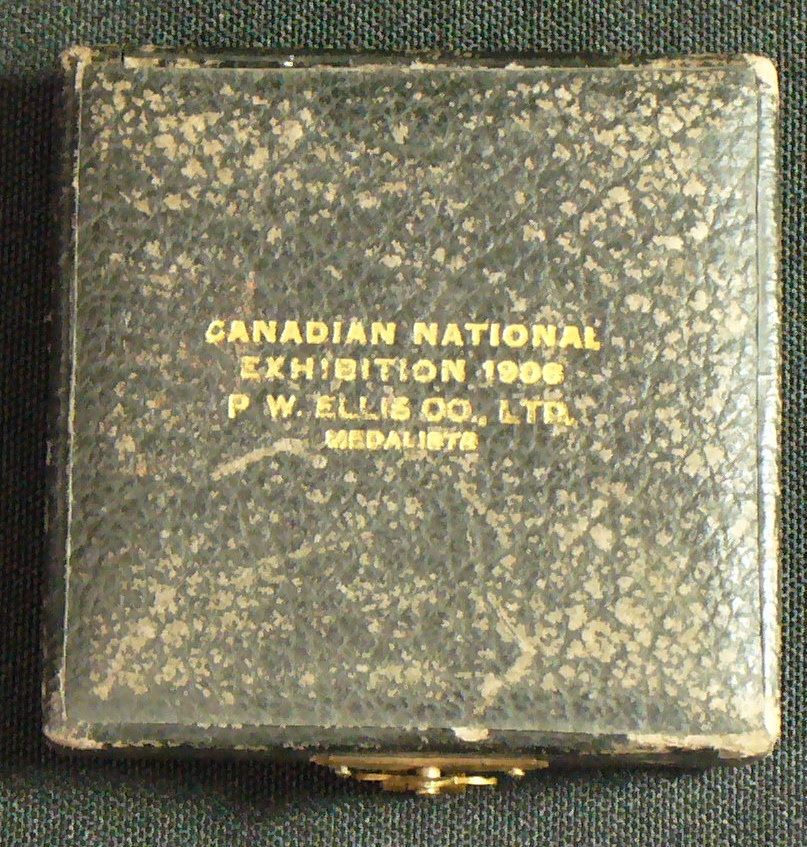 CANADIAN NATIONAL
EXHIBITION 1906
P. W. ELLIS CO., LTD.
MEDALISTS